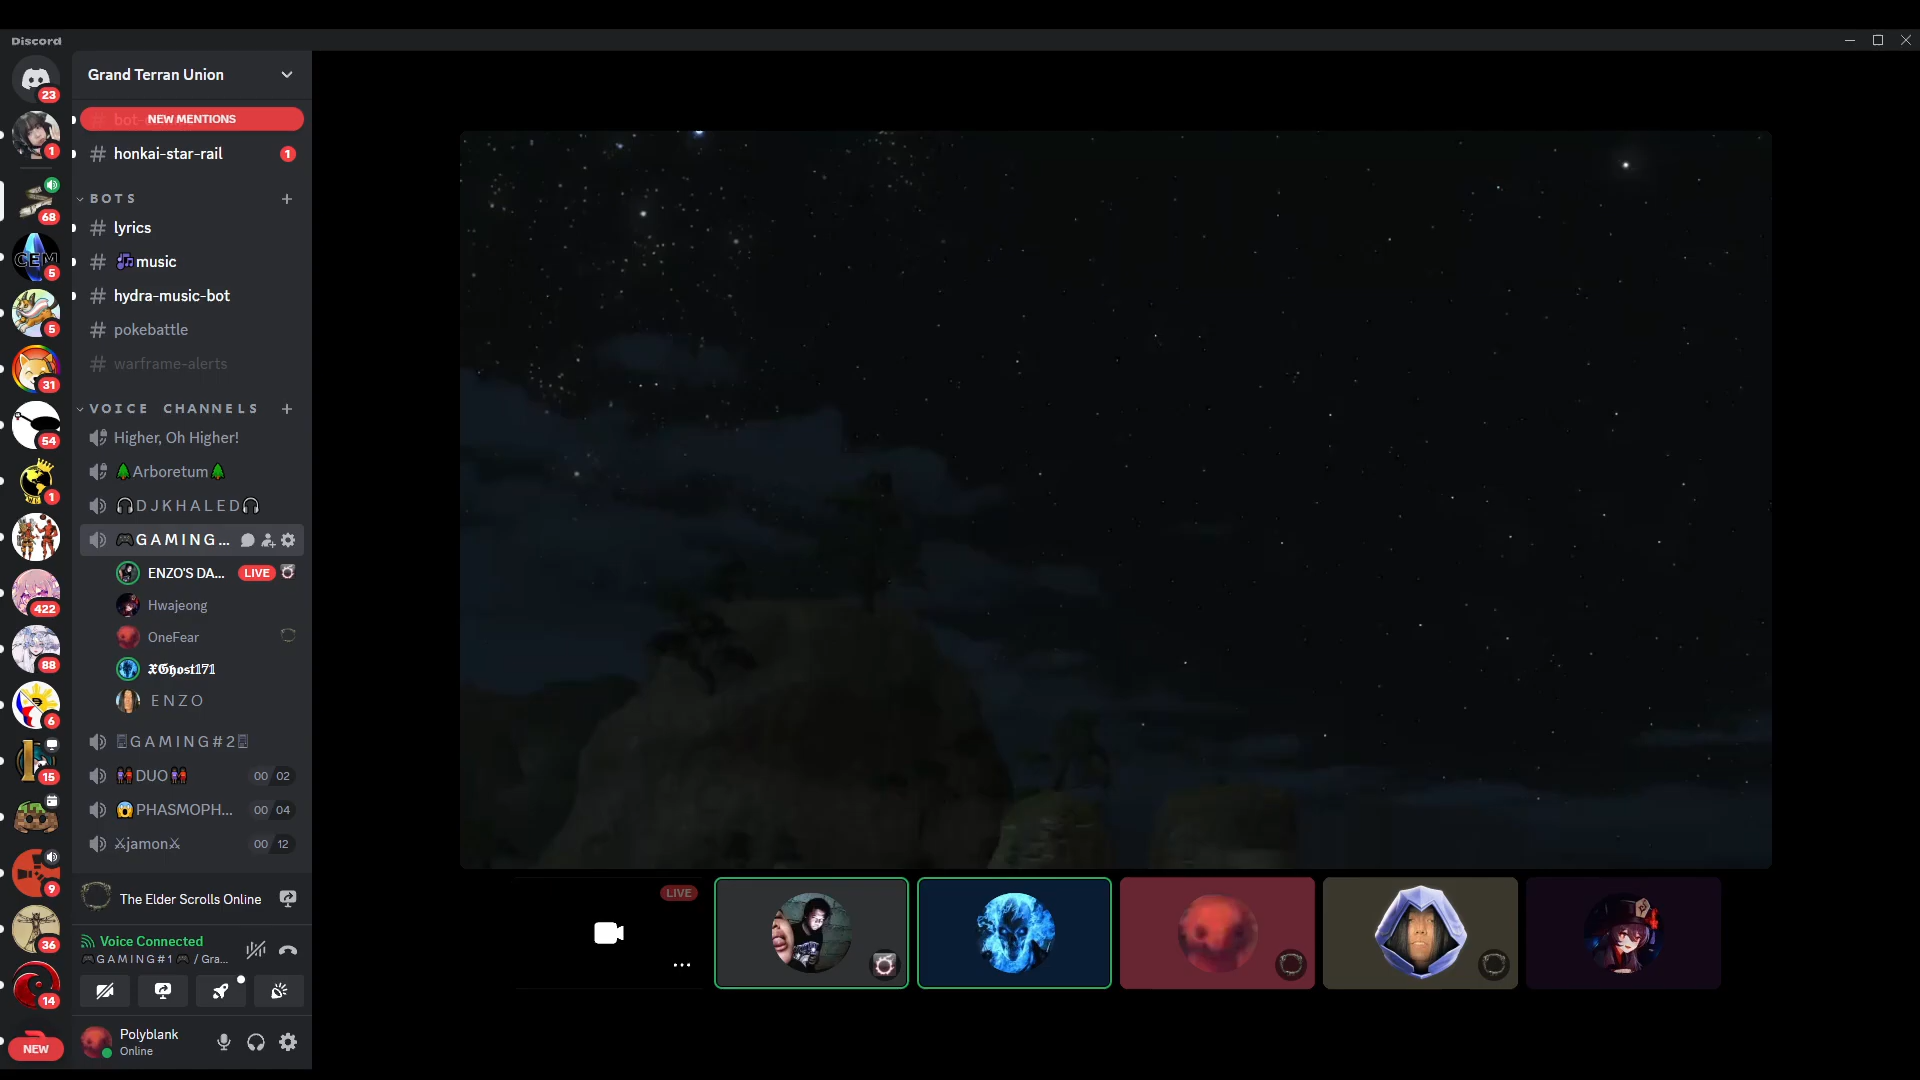 Discord
Grand Terran Union
23
NEW MENTIONS
1
honkai-star-rail
1
BOTS
68
lyrics
CEM
5
music
hydra-music-bot
5
pokebattle
warframe-alerts
31
VOICE CHANNELS
54
Higher, Oh Higher!
Arboretum
1
DJKHALED
GAMING...
ENZO'S DA...
LIVE
422
Hwajeong
OneFear
88
𝖃𝕲𝖍𝖔𝖘𝖙171
ENZO
6
GAMING#2
15
DUO
00 02
PHASMOPH...
00 04
jamon
00 12
9
The Elder Scrolls Online
LIVE
36
Voice Connected
GAMING#1 / Gra...
14
NEW
Polyblank
Online